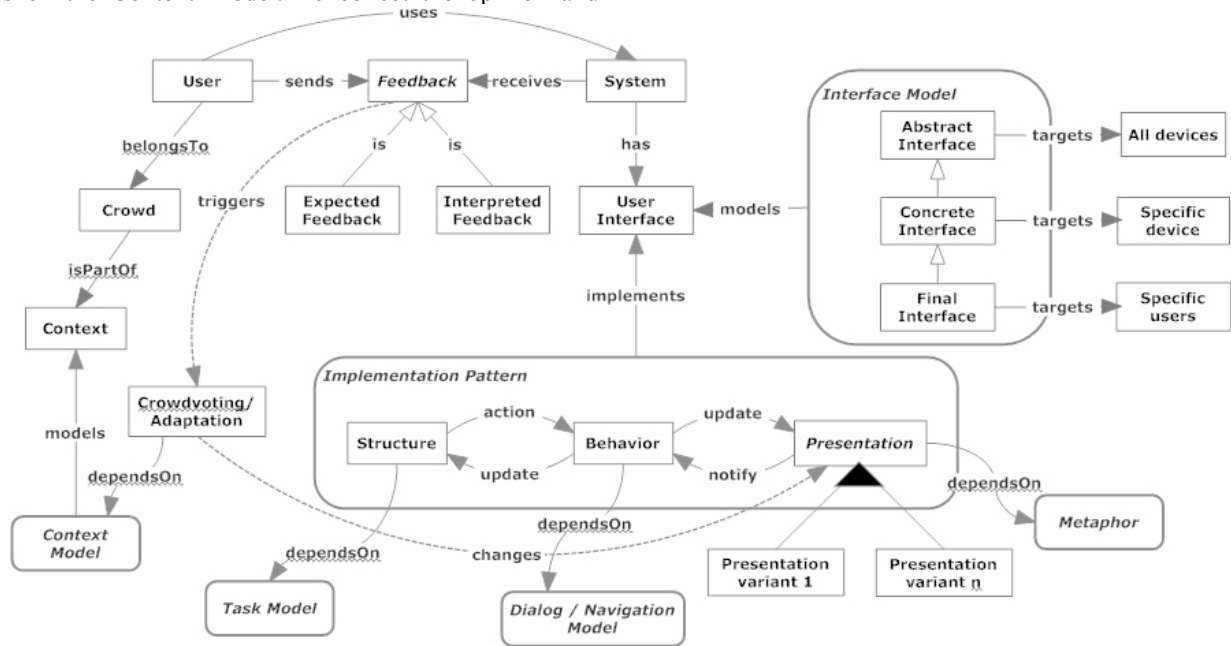 uses
User
sends
Feedback
receives
System
Interface Model
Abstract
Interface
targets
All devices
belongsTo
is
is
has
Crowd
triggers
Expected
Feedback
Interpreted
Feedback
User
Interface
models
Concrete
Interface
targets
Specific
device
isPartOf
implements
Context
Final
Interface
targets
Specific
users
Implementation Pattern
Crowdvoting/
Adaptation
models
action
update
Structure
Behavior
Presentation
update
notify
dependsOn
dependsOn
Context
Model
dependsOn
dependsOn
changes
Metaphor
Presentation
variant 1
Presentation
variant n
Task Model
Dialog / Navigation
Model